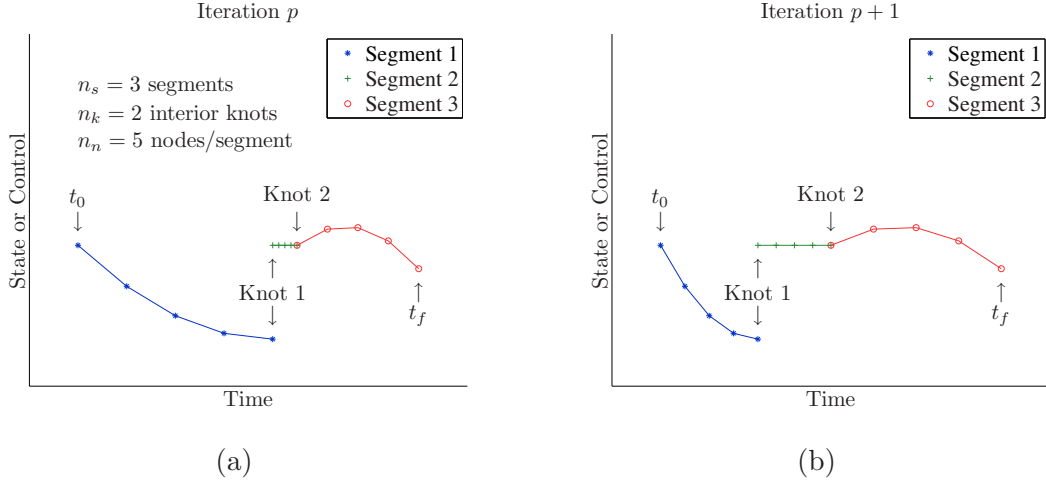 Iteration p
Segment 1
Segment 2
Segment 3
n_s = 3 segments
n_k = 2 interior knots
n_n = 5 nodes/segment
State or Control
t_0
Knot 2
Knot 1
t_f
Time
(a)
Iteration p + 1
Segment 1
Segment 2
Segment 3
State or Control
t_0
Knot 2
Knot 1
t_f
Time
(b)